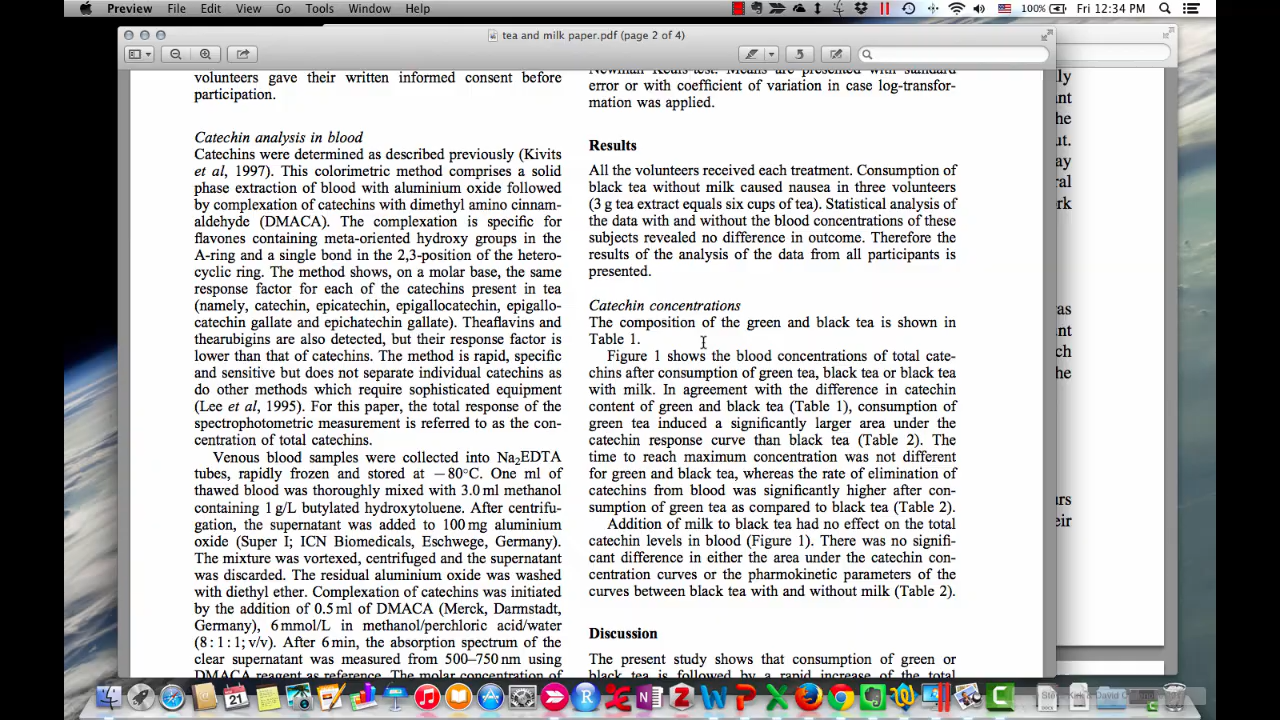 Preview File Edit View Go Tools Window Help 100% Fri 12:34 PM
tea and milk paper.pdf (page 2 of 4)
volunteers gave their written informed consent before
participation.
Catechin analysis in blood
Catechins were determined as described previously (Kivits
et al, 1997). This colorimetric method comprises a solid
phase extraction of blood with aluminium oxide followed
by complexation of catechins with dimethyl amino cinnam-
aldehyde (DMACA). The complexation is specific for
flavones containing meta-oriented hydroxy groups in the
A-ring and a single bond in the 2,3-position of the hetero-
cyclic ring. The method shows, on a molar base, the same
response factor for each of the catechins present in tea
(namely, catechin, epicatechin, epigallocatechin, epigallo-
catechin gallate and epichatechin gallate). Theaflavins and
thearubigins are also detected, but their response factor is
lower than that of catechins. The method is rapid, specific
and sensitive but does not separate individual catechins as
do other methods which require sophisticated equipment
(Lee et al, 1995). For this paper, the total response of the
spectrophotometric measurement is referred to as the con-
centration of total catechins.
Venous blood samples were collected into Na2EDTA
tubes, rapidly frozen and stored at −80°C. One ml of
thawed blood was thoroughly mixed with 3.0 ml methanol
containing 1 g/L butylated hydroxytoluene. After centrifu-
gation, the supernatant was added to 100 mg aluminium
oxide (Super I; ICN Biomedicals, Eschwege, Germany).
The mixture was vortexed, centrifuged and the supernatant
was discarded. The residual aluminium oxide was washed
with diethyl ether. Complexation of catechins was initiated
by the addition of 0.5 ml of DMACA (Merck, Darmstadt,
Germany), 6 mmol/L in methanol/perchloric acid/water
(8 : 1 : 1; v/v). After 6 min, the absorption spectrum of the
clear supernatant was measured from 500–750 nm using
DMACA reagent as reference. The molar concentration of
Newman Keuls-test. Means are presented with standard
error or with coefficient of variation in case log-transfor-
mation was applied.
Results
All the volunteers received each treatment. Consumption of
black tea without milk caused nausea in three volunteers
(3 g tea extract equals six cups of tea). Statistical analysis of
the data with and without the blood concentrations of these
subjects revealed no difference in outcome. Therefore the
results of the analysis of the data from all participants is
presented.
Catechin concentrations
The composition of the green and black tea is shown in
Table 1.
Figure 1 shows the blood concentrations of total cate-
chins after consumption of green tea, black tea or black tea
with milk. In agreement with the difference in catechin
content of green and black tea (Table 1), consumption of
green tea induced a significantly larger area under the
catechin response curve than black tea (Table 2). The
time to reach maximum concentration was not different
for green and black tea, whereas the rate of elimination of
catechins from blood was significantly higher after con-
sumption of green tea as compared to black tea (Table 2).
Addition of milk to black tea had no effect on the total
catechin levels in blood (Figure 1). There was no signifi-
cant difference in either the area under the catechin con-
centration curves or the pharmokinetic parameters of the
curves between black tea with and without milk (Table 2).
Discussion
The present study shows that consumption of green or
black tea is followed by a rapid increase of the total